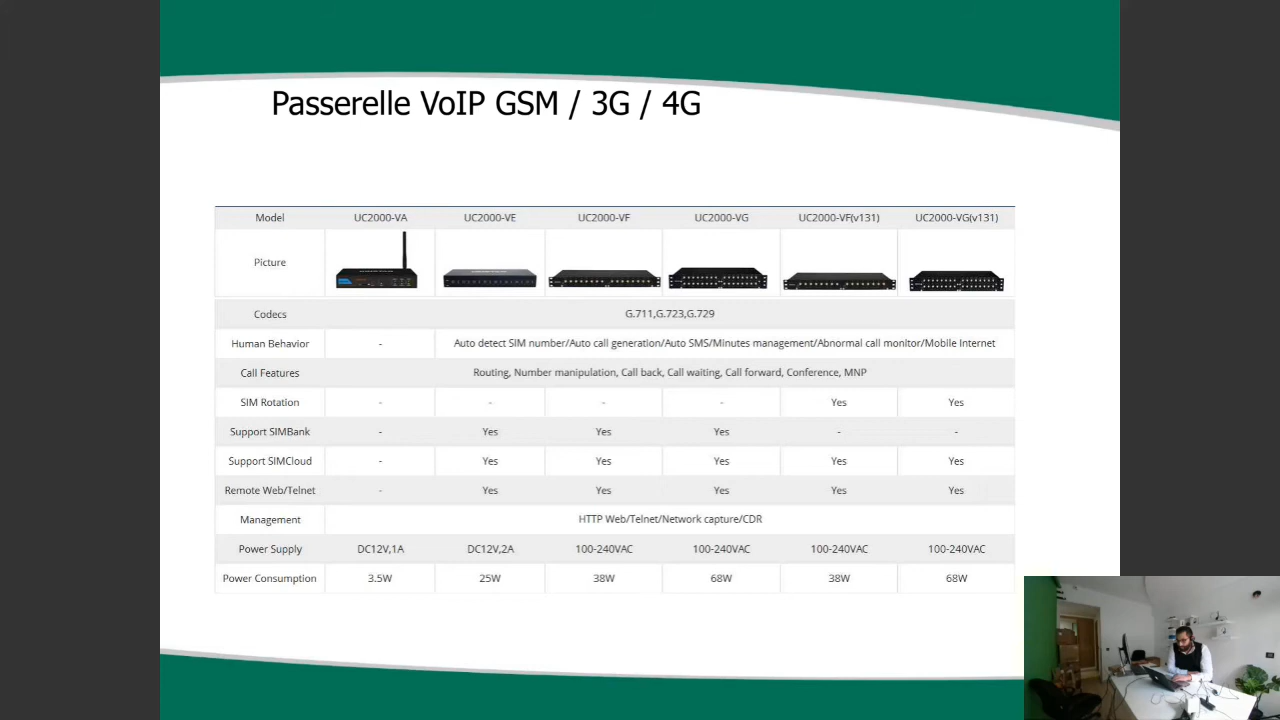 Passerelle VoIP GSM / 3G / 4G
Model UC2000-VA UC2000-VE UC2000-VF UC2000-VG UC2000-VF(v131) UC2000-VG(v131)
Picture
Codecs G.711,G.723,G.729
Human Behavior - Auto detect SIM number/Auto call generation/Auto SMS/Minutes management/Abnormal call monitor/Mobile Internet
Call Features Routing, Number manipulation, Call back, Call waiting, Call forward, Conference, MNP
SIM Rotation - - - - Yes Yes
Support SIMBank - Yes Yes Yes - -
Support SIMCloud - Yes Yes Yes Yes Yes
Remote Web/Telnet - Yes Yes Yes Yes Yes
Management HTTP Web/Telnet/Network capture/CDR
Power Supply DC12V,1A DC12V,2A 100-240VAC 100-240VAC 100-240VAC 100-240VAC
Power Consumption 3.5W 25W 38W 68W 38W 68W